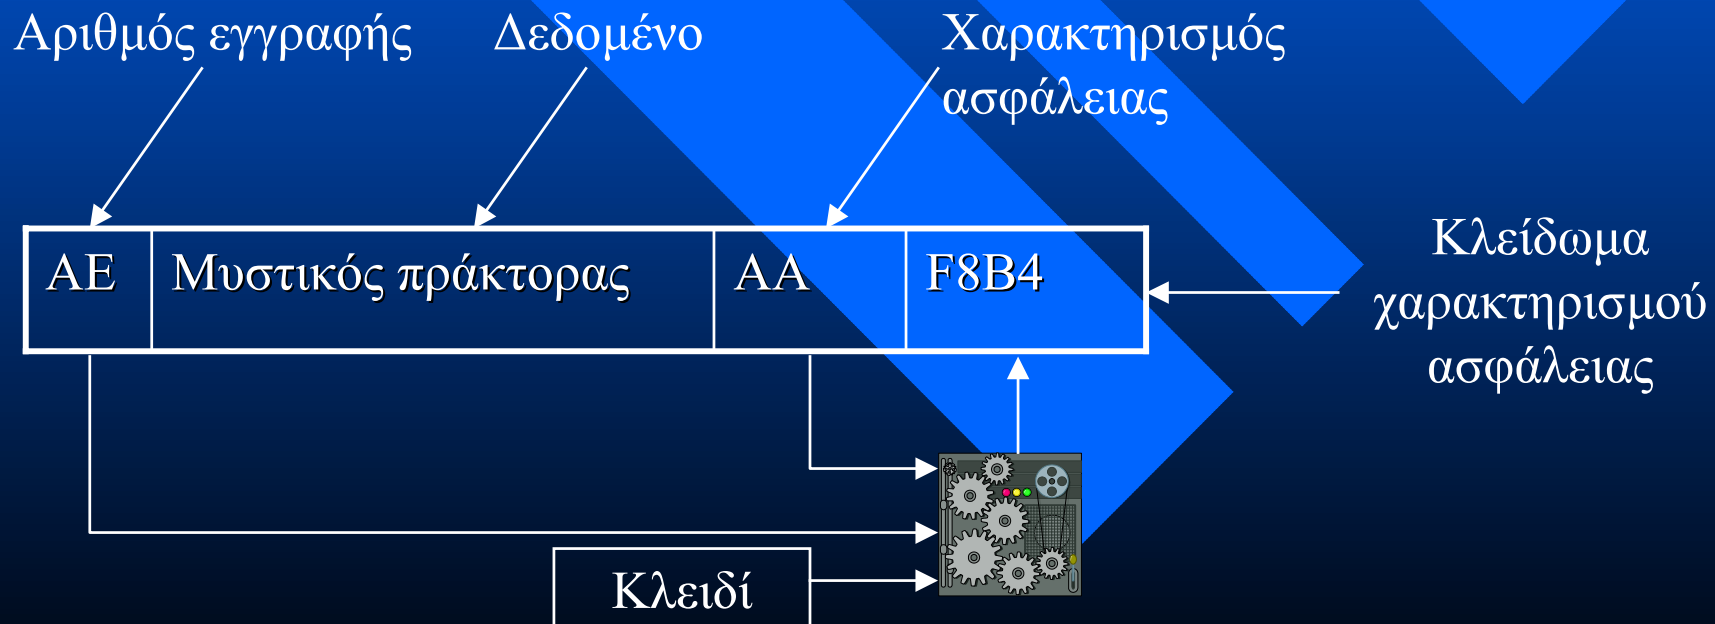 Αριθμός εγγραφής Δεδομένο Χαρακτηρισμός
ασφάλειας
ΑΕ Μυστικός πράκτορας ΑΑ F8B4
Κλείδωμα
χαρακτηρισμού
ασφάλειας
Κλειδί